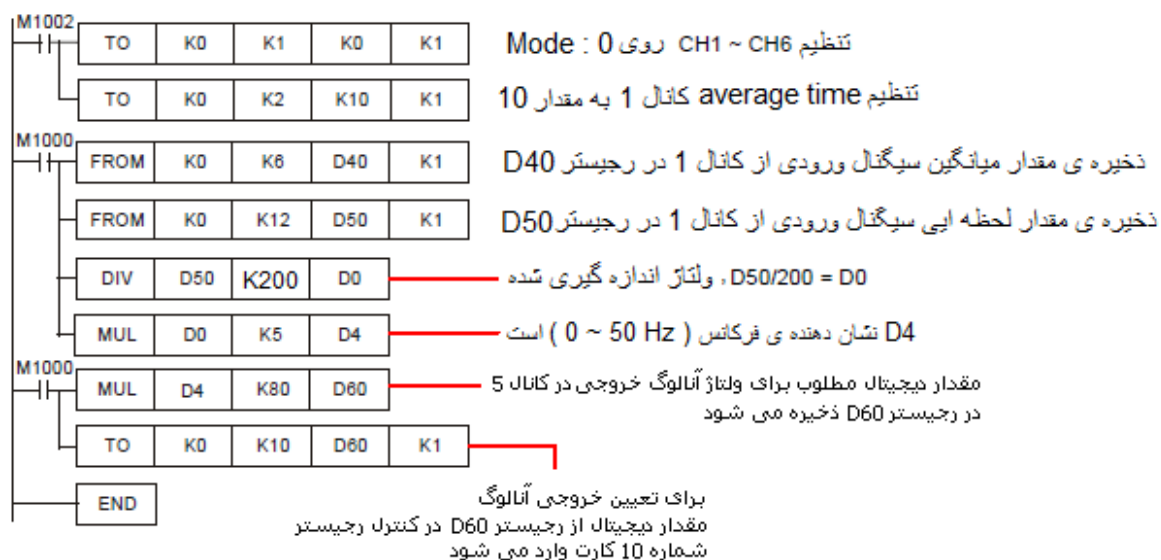 M1002
TO K0 K1 K0 K1 تنظیم CH1 ~ CH6 روی Mode : 0
TO K0 K2 K10 K1 تنظیم average time کانال 1 به مقدار 10
M1000
FROM K0 K6 D40 K1 ذخیره ی مقدار میانگین سیگنال ورودی از کانال 1 در رجیستر D40
FROM K0 K12 D50 K1 ذخیره ی مقدار لحظه ایی سیگنال ورودی از کانال 1 در رجیستر D50
DIV D50 K200 D0 D50/200 = D0، ولتاژ اندازه گیری شده
MUL D0 K5 D4 D4 نشان دهنده ی فرکانس ( 0 ~ 50 Hz ) است
M1000
MUL D4 K80 D60 مقدار دیجیتال مطلوب برای ولتاژ آنالوگ خروجی در کانال 5
در رجیستر D60 ذخیره می شود
TO K0 K10 D60 K1
END
برای تعیین خروجی آنالوگ
مقدار دیجیتال از رجیستر D60 در کنترل رجیستر
شماره 10 کارت وارد می شود